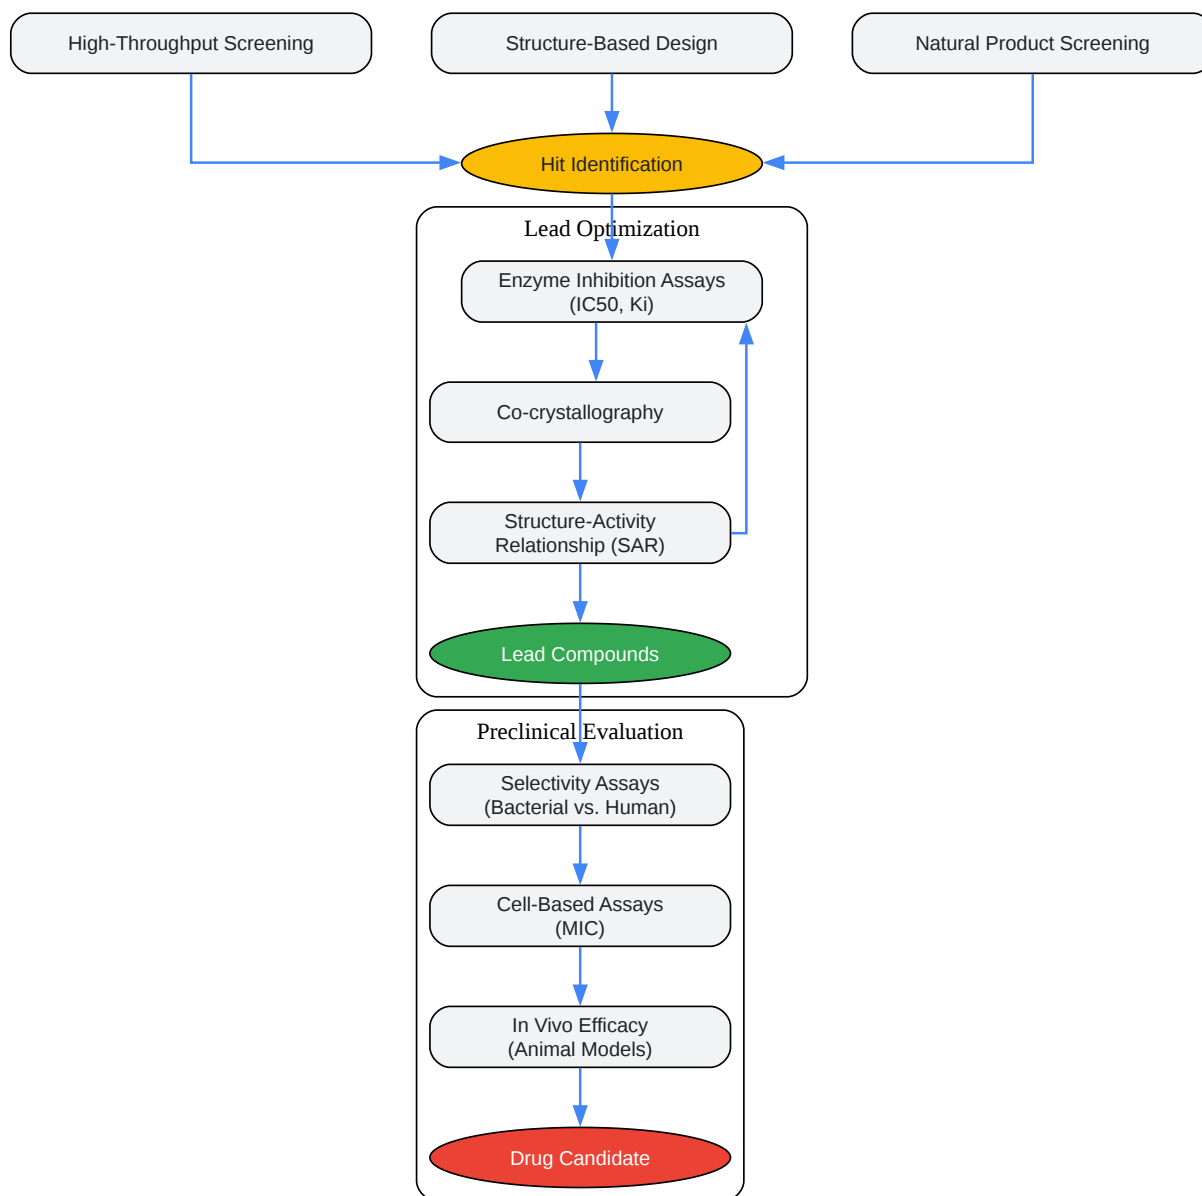 High-Throughput Screening
Structure-Based Design
Natural Product Screening
Hit Identification
Lead Optimization
Enzyme Inhibition Assays
(IC50, Ki)
Co-crystallography
Structure-Activity
Relationship (SAR)
Lead Compounds
Preclinical Evaluation
Selectivity Assays
(Bacterial vs. Human)
Cell-Based Assays
(MIC)
In Vivo Efficacy
(Animal Models)
Drug Candidate